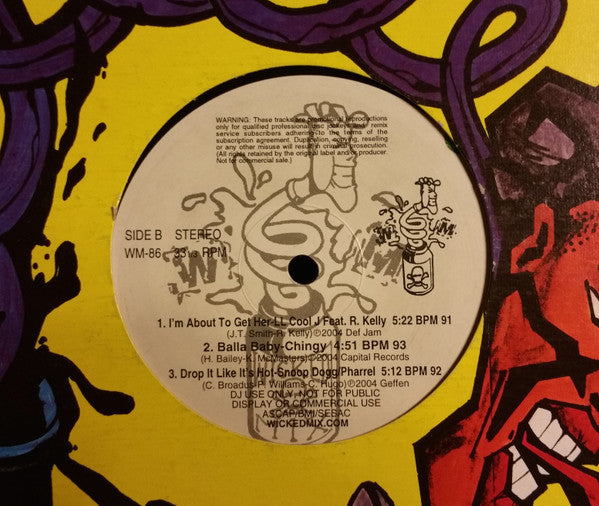 WARNING: These tracks are promotional reproductions
only for qualified professional disc jockeys and remix
service subscribers adhering to the terms of the
subscription agreement. Duplication, copying, reselling
or any other misuse will result in criminal prosecution.
(All rights retained by the original label and/or producer.
Not for commercial sale.)
SIDE B STEREO
WM-86 33 1/3 RPM
W M
W M
1. I'm About To Get Her-LL Cool J Feat. R. Kelly 5:22 BPM 91
(J.T. Smith-R. Kelly)℗2004 Def Jam
2. Balla Baby-Chingy 4:51 BPM 93
(H. Bailey-K. McMasters)℗2004 Capital Records
3. Drop It Like It's Hot-Snoop Dogg/Pharrel 5:12 BPM 92
(C. Broadus-P. Williams-C. Hugo)℗2004 Geffen
DJ USE ONLY, NOT FOR PUBLIC
DISPLAY OR COMMERCIAL USE
ASCAP/BMI/SESAC
WICKEDMIX.COM